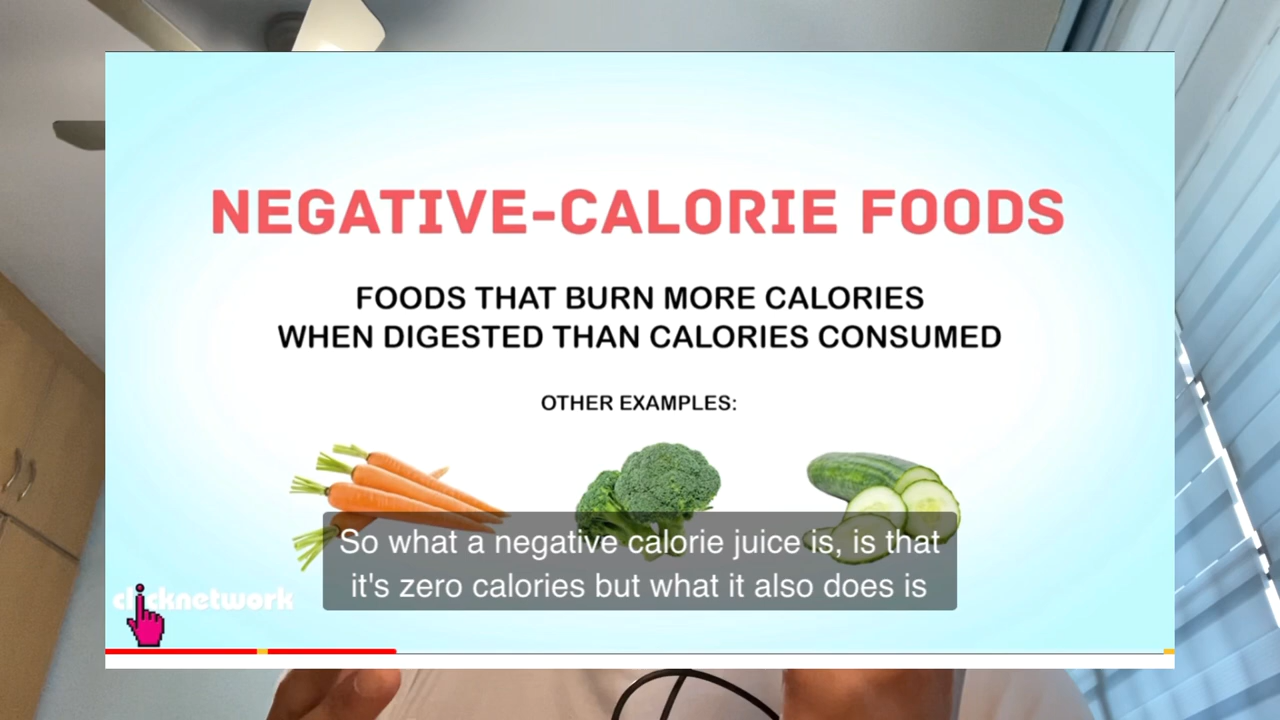 NEGATIVE-CALORIE FOODS
FOODS THAT BURN MORE CALORIES
WHEN DIGESTED THAN CALORIES CONSUMED
OTHER EXAMPLES:
So what a negative calorie juice is, is that
it's zero calories but what it also does is
clicknetwork